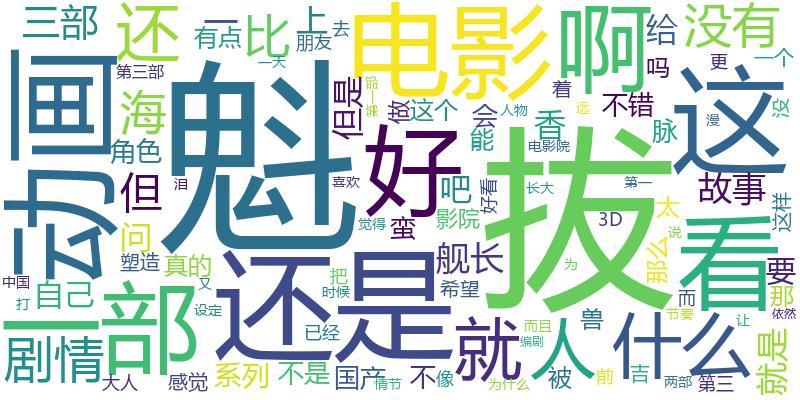 三部
还
有点
一
比
上
朋友
去
电影
啊
给
没有
第三部
一天
吗
更
一个
动画
魁
海
角色
但是
哈
做
这个
着
会
能
香
人物
不错
脉
远
漫
没
这
电影院
但
泪
喜欢
好
吧
好看
长大
第一
故事
拔
问
真的
塑造
觉得
蛮
影院
3D
太
说
那么
看
这样
中国
打
自己
又
设定
还是
把
时候
希望
舰长
为
而
节奏
要
那
让
依然
一部
已经
就
而且
编剧
人
兽
什么
剧情
大人
感觉
系列
不是
国产
情节
不
像
为什么
被
前
吉
两部
第三
就是